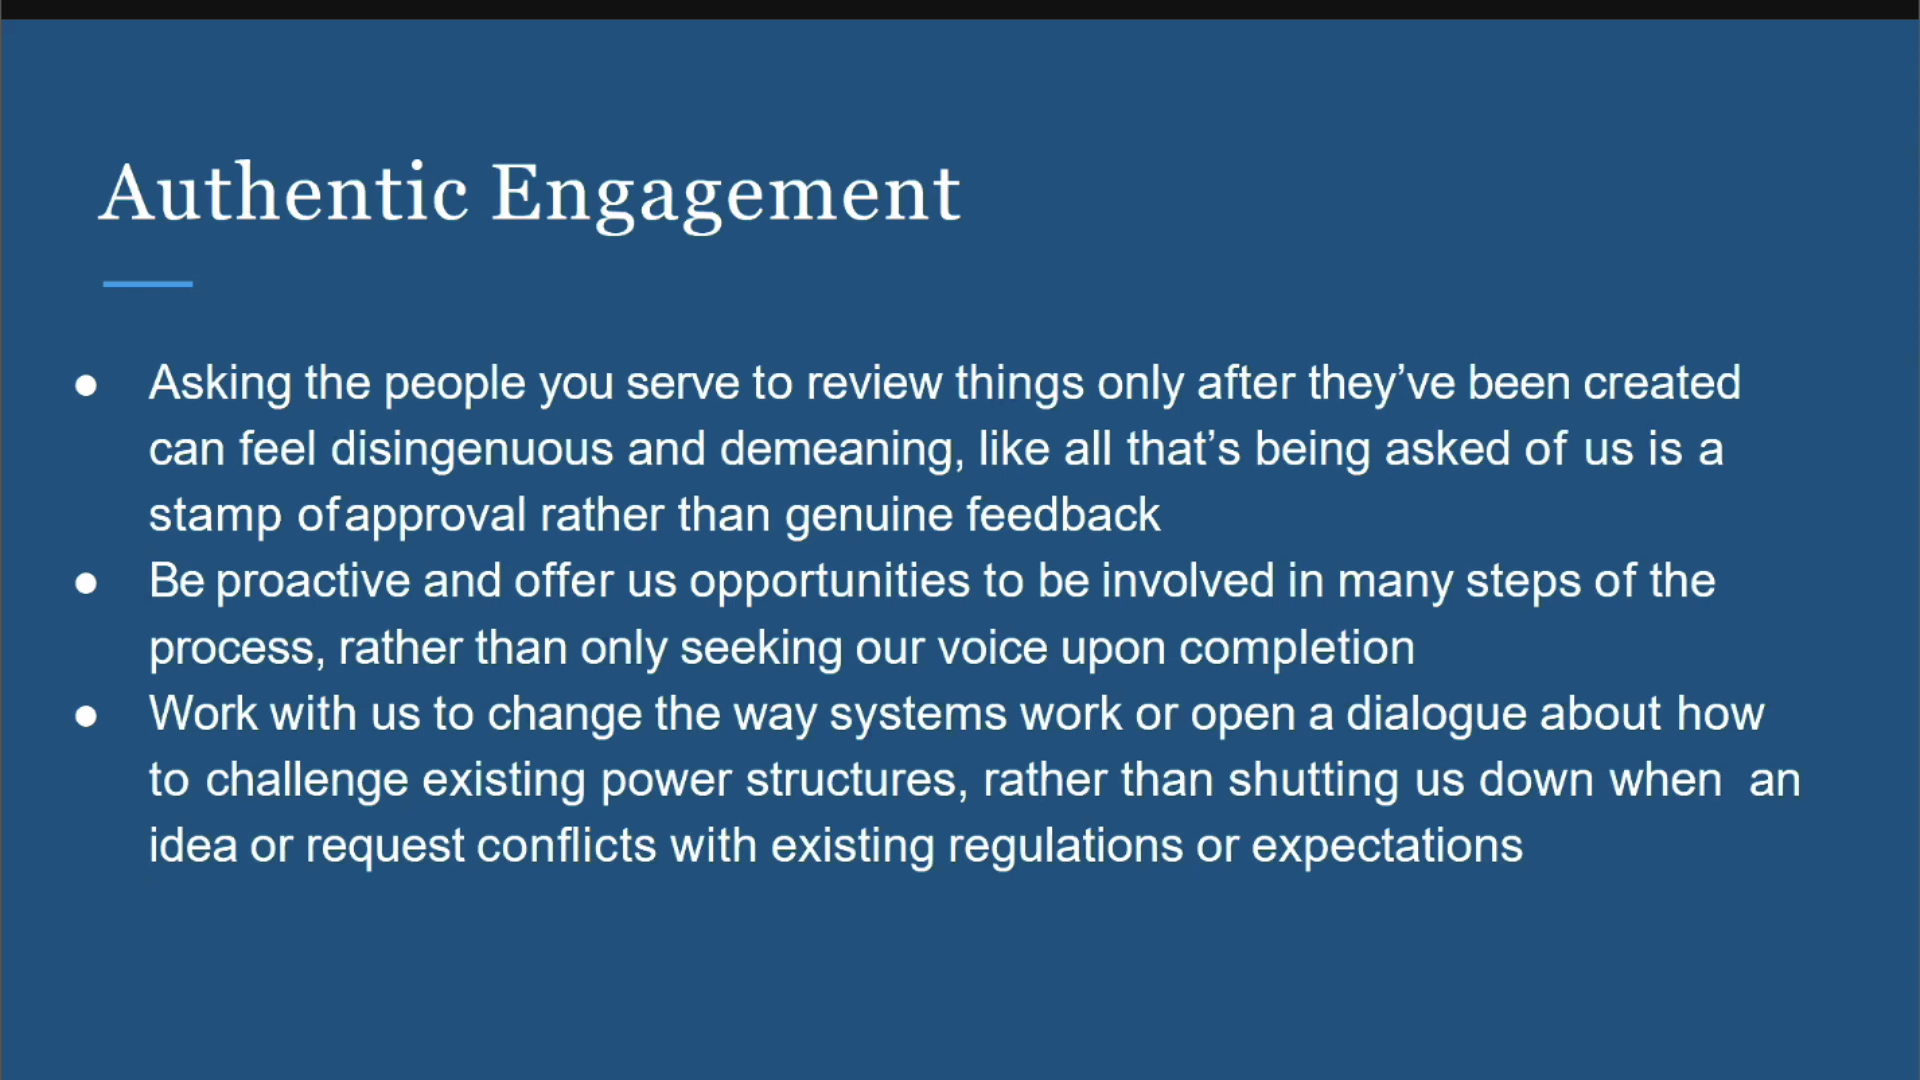 Authentic Engagement
● Asking the people you serve to review things only after they’ve been created
can feel disingenuous and demeaning, like all that’s being asked of us is a
stamp ofapproval rather than genuine feedback
● Be proactive and offer us opportunities to be involved in many steps of the
process, rather than only seeking our voice upon completion
● Work with us to change the way systems work or open a dialogue about how
to challenge existing power structures, rather than shutting us down when  an
idea or request conflicts with existing regulations or expectations